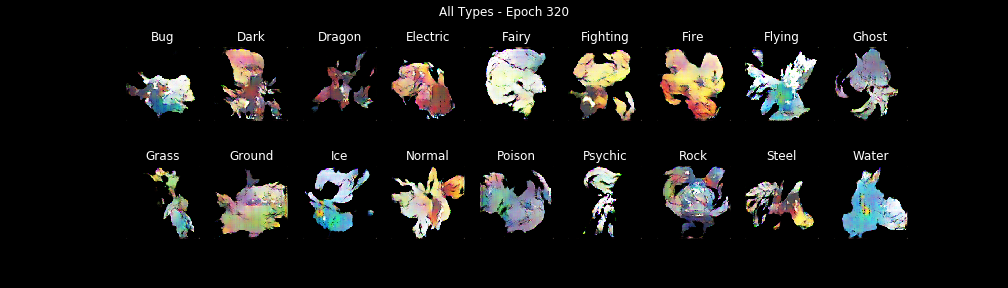 All Types - Epoch 320
Bug Dark Dragon Electric Fairy Fighting Fire Flying Ghost
Grass Ground Ice Normal Poison Psychic Rock Steel Water